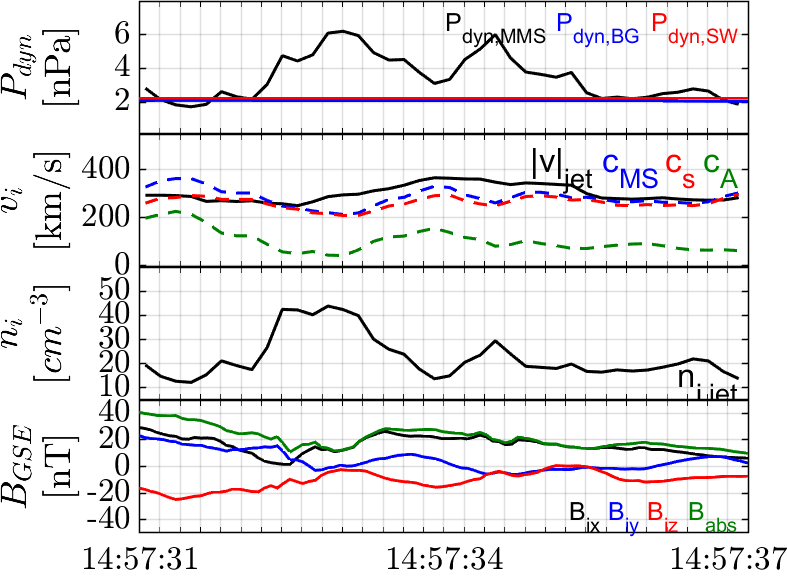 P_dyn [nPa]
6
4
2
P_dyn,MMS P_dyn,BG P_dyn,SW
v_i [km/s]
400
200
0
|v|_jet c_MS c_s c_A
n_i [cm^-3]
50
40
30
20
10
n_i,jet
B_GSE [nT]
40
20
0
-20
-40
B_ix B_iy B_iz B_abs
14:57:31 14:57:34 14:57:37